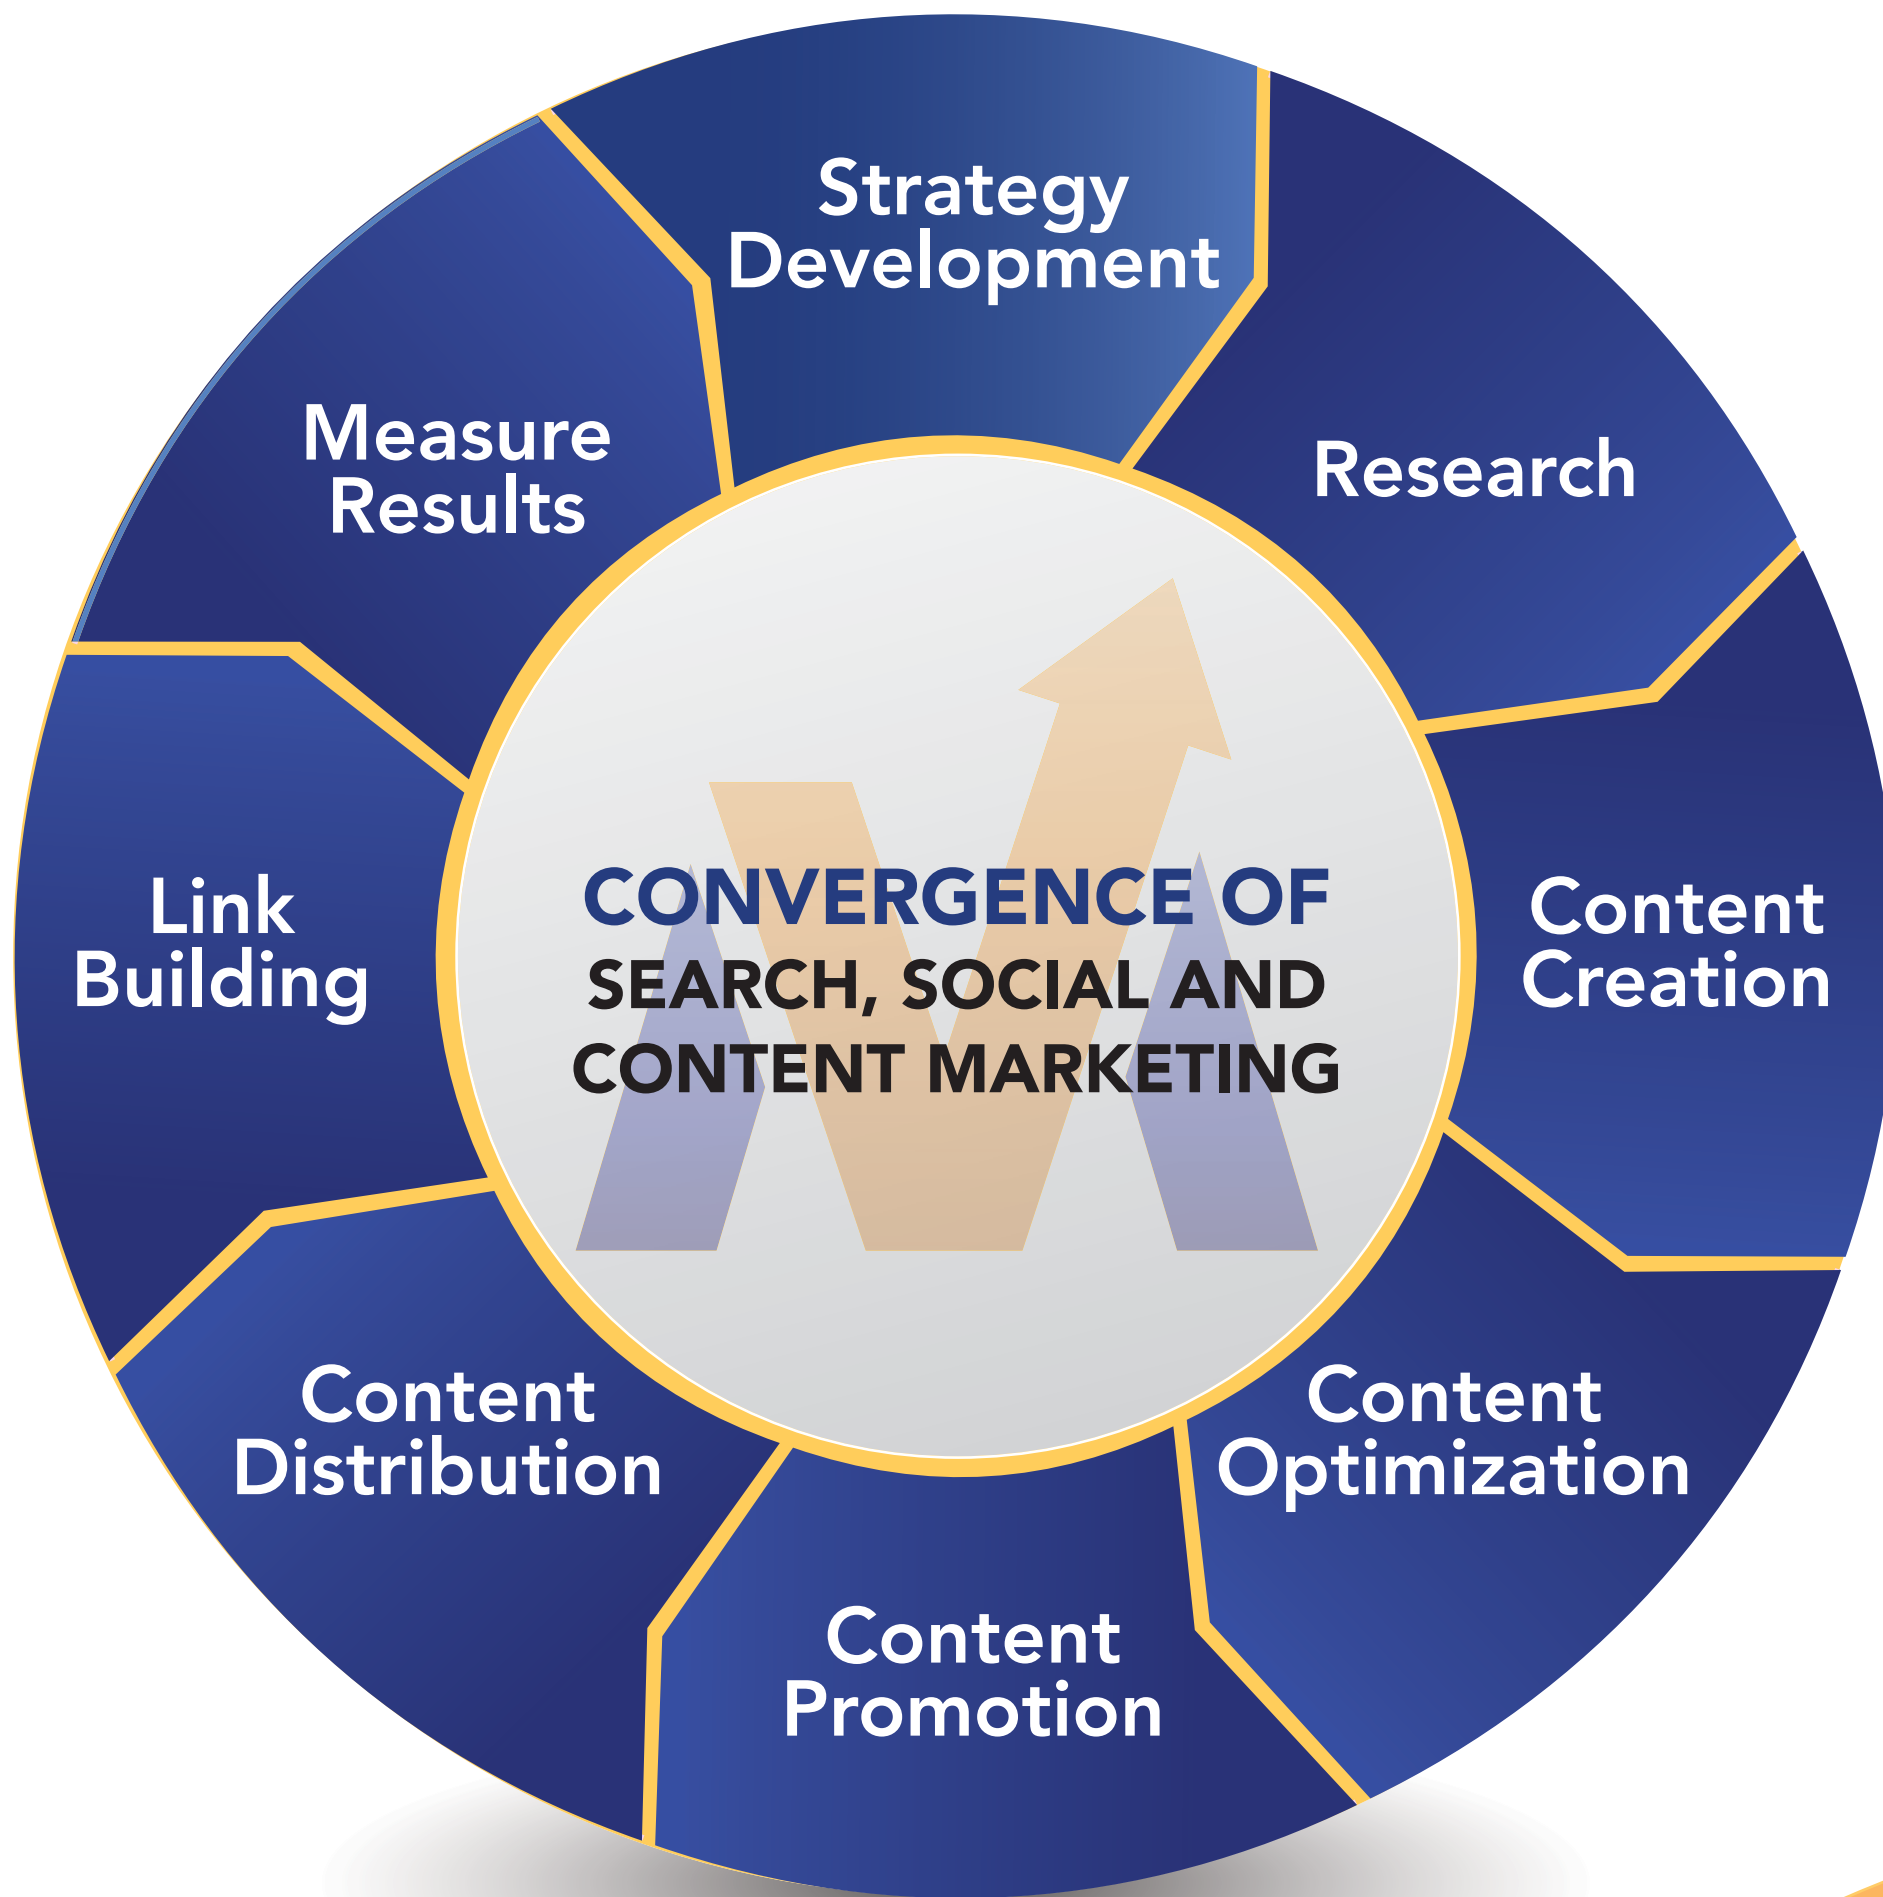 Strategy
Development
Research
Content
Creation
Content
Optimization
Content
Promotion
Content
Distribution
Link
Building
Measure
Results
CONVERGENCE OF
SEARCH, SOCIAL AND
CONTENT MARKETING